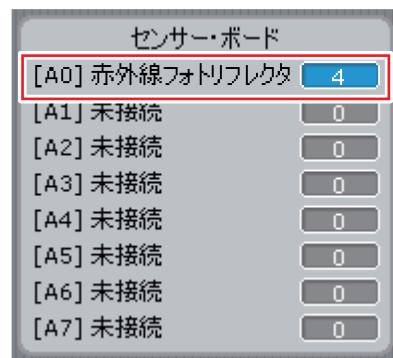 センサー・ボード
[A0] 赤外線フォトリフレクタ 4
[A1] 未接続 0
[A2] 未接続 0
[A3] 未接続 0
[A4] 未接続 0
[A5] 未接続 0
[A6] 未接続 0
[A7] 未接続 0